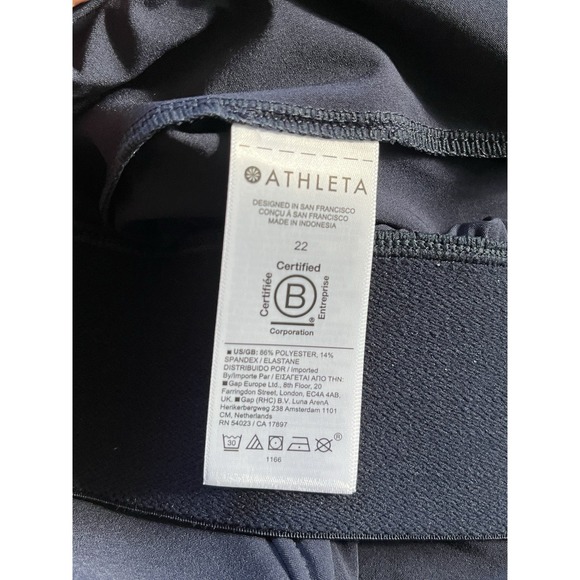 ATHLETA
DESIGNED IN SAN FRANCISCO
CONÇU À SAN FRANCISCO
MADE IN INDONESIA
22
Certified
Certifiée
B
Entreprise
®
Corporation
■ US/GB: 86% POLYESTER, 14%
SPANDEX / ELASTANE
DISTRIBUIDO POR / Imported
By/Importe Par / ΕΙΣΑΓΕΤΑΙ ΑΠΟ ΤΗΝ:
■ Gap Europe Ltd., 8th Floor, 20
Farringdon Street, London, EC4A 4AB,
UK. ■ Gap (RHC) B.V. Luna ArenA
Herikerbergweg 238 Amsterdam 1101
CM, Netherlands
RN 54023 / CA 17897
30
®
1166